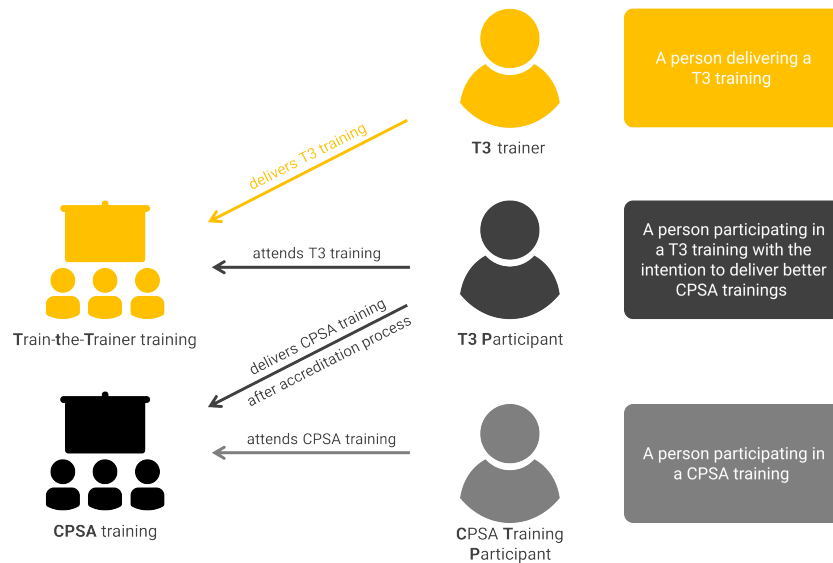 A person delivering a
T3 training
T3 trainer
delivers T3 training
A person participating in
a T3 training with the
intention to deliver better
CPSA trainings
attends T3 training
Train-the-Trainer training
T3 Participant
delivers CPSA training
after accreditation process
attends CPSA training
A person participating in
a CPSA training
CPSA training
CPSA Training
Participant